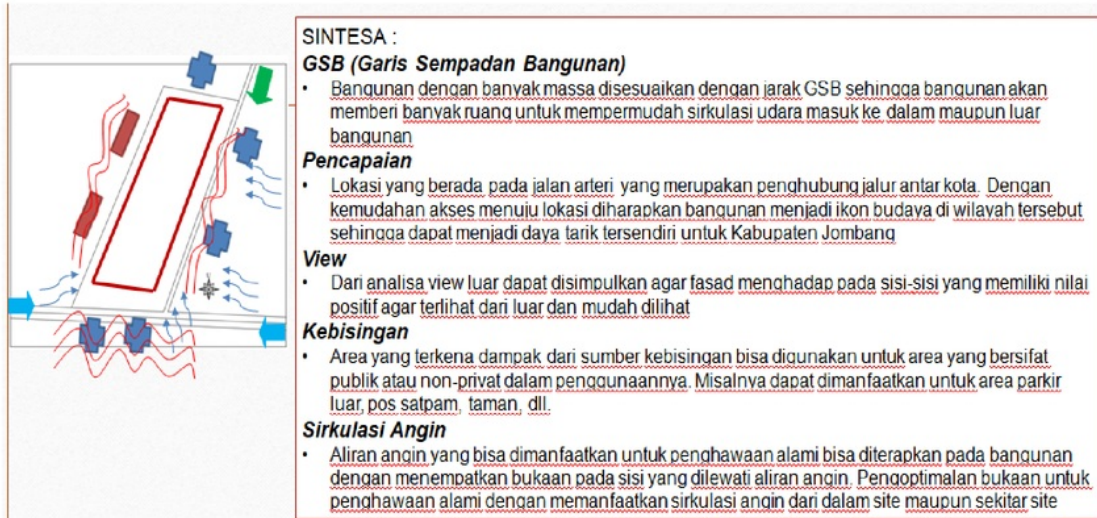 SINTESA :
GSB (Garis Sempadan Bangunan)
• Bangunan dengan banyak massa disesuaikan dengan jarak GSB sehingga bangunan akan
memberi banyak ruang untuk mempermudah sirkulasi udara masuk ke dalam maupun luar
bangunan
Pencapaian
• Lokasi yang berada pada jalan arteri yang merupakan penghubung jalur antar kota. Dengan
kemudahan akses menuju lokasi diharapkan bangunan menjadi ikon budaya di wilayah tersebut
sehingga dapat menjadi daya tarik tersendiri untuk Kabupaten Jombang
View
• Dari analisa view luar dapat disimpulkan agar fasad menghadap pada sisi-sisi yang memiliki nilai
positif agar terlihat dari luar dan mudah dilihat
Kebisingan
• Area yang terkena dampak dari sumber kebisingan bisa digunakan untuk area yang bersifat
publik atau non-privat dalam penggunaannya. Misalnya dapat dimanfaatkan untuk area parkir
luar, pos satpam, taman, dll.
Sirkulasi Angin
• Aliran angin yang bisa dimanfaatkan untuk penghawaan alami bisa diterapkan pada bangunan
dengan menempatkan bukaan pada sisi yang dilewati aliran angin. Pengoptimalan bukaan untuk
penghawaan alami dengan memanfaatkan sirkulasi angin dari dalam site maupun sekitar site